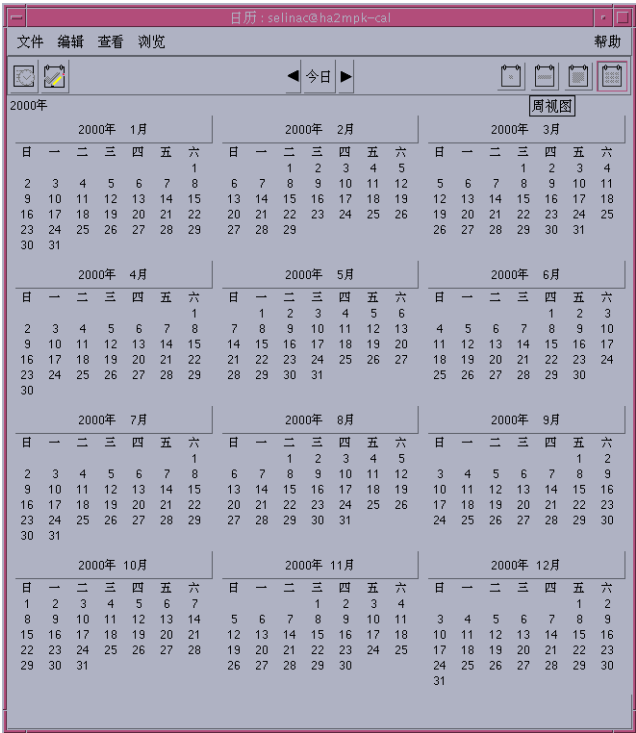 日历 : selinac@ha2mpk-cal
文件 编辑 查看 浏览 帮助
今日
2000年 周视图
2000年 1月 2000年 2月 2000年 3月
日 一 二 三 四 五 六 日 一 二 三 四 五 六 日 一 二 三 四 五 六
1 1 2 3 4 5 1 2 3 4
2 3 4 5 6 7 8 6 7 8 9 10 11 12 5 6 7 8 9 10 11
9 10 11 12 13 14 15 13 14 15 16 17 18 19 12 13 14 15 16 17 18
16 17 18 19 20 21 22 20 21 22 23 24 25 26 19 20 21 22 23 24 25
23 24 25 26 27 28 29 27 28 29 26 27 28 29 30 31
30 31
2000年 4月 2000年 5月 2000年 6月
日 一 二 三 四 五 六 日 一 二 三 四 五 六 日 一 二 三 四 五 六
1 1 2 3 4 5 6 1 2 3
2 3 4 5 6 7 8 7 8 9 10 11 12 13 4 5 6 7 8 9 10
9 10 11 12 13 14 15 14 15 16 17 18 19 20 11 12 13 14 15 16 17
16 17 18 19 20 21 22 21 22 23 24 25 26 27 18 19 20 21 22 23 24
23 24 25 26 27 28 29 28 29 30 31 25 26 27 28 29 30
30
2000年 7月 2000年 8月 2000年 9月
日 一 二 三 四 五 六 日 一 二 三 四 五 六 日 一 二 三 四 五 六
1 1 2 3 4 5 1 2
2 3 4 5 6 7 8 6 7 8 9 10 11 12 3 4 5 6 7 8 9
9 10 11 12 13 14 15 13 14 15 16 17 18 19 10 11 12 13 14 15 16
16 17 18 19 20 21 22 20 21 22 23 24 25 26 17 18 19 20 21 22 23
23 24 25 26 27 28 29 27 28 29 30 31 24 25 26 27 28 29 30
30 31
2000年 10月 2000年 11月 2000年 12月
日 一 二 三 四 五 六 日 一 二 三 四 五 六 日 一 二 三 四 五 六
1 2 3 4 5 6 7 1 2 3 4 1 2
8 9 10 11 12 13 14 5 6 7 8 9 10 11 3 4 5 6 7 8 9
15 16 17 18 19 20 21 12 13 14 15 16 17 18 10 11 12 13 14 15 16
22 23 24 25 26 27 28 19 20 21 22 23 24 25 17 18 19 20 21 22 23
29 30 31 26 27 28 29 30 24 25 26 27 28 29 30
31